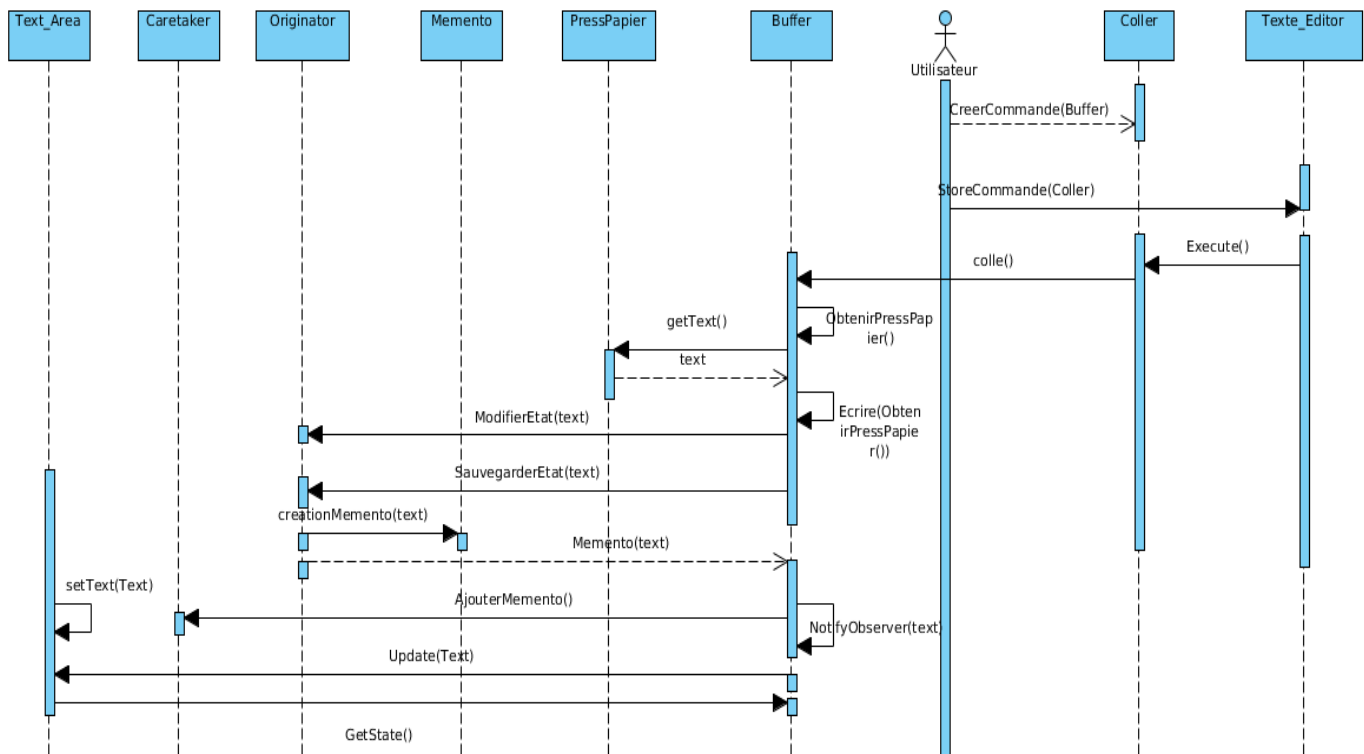 Text_Area
Caretaker
Originator
Memento
PressPapier
Buffer
Coller
Texte_Editor
Utilisateur
CreerCommande(Buffer)
StoreCommande(Coller)
Execute()
colle()
ObtenirPressPap
ier()
getText()
text
Ecrire(Obten
irPressPapie
r())
ModifierEtat(text)
SauvegarderEtat(text)
creationMemento(text)
Memento(text)
setText(Text)
AjouterMemento()
NotifyObserver(text)
Update(Text)
GetState()